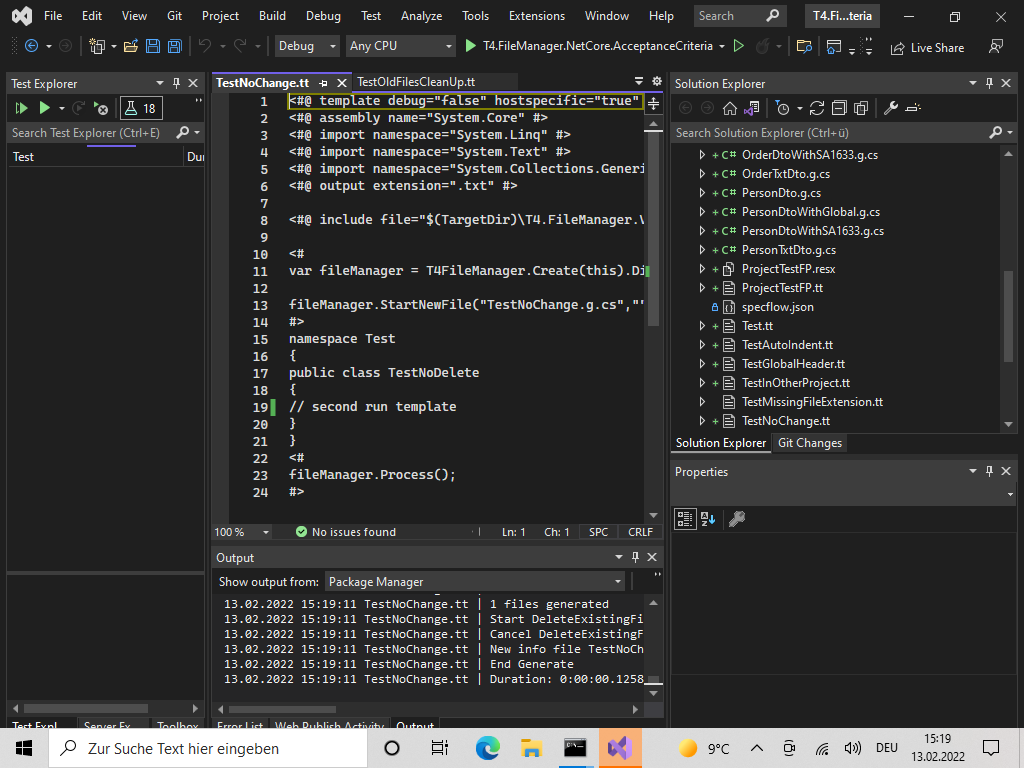 File Edit View Git Project Build Debug Test Analyze Tools Extensions Window Help Search T4.Fi...teria
Debug Any CPU T4.FileManager.NetCore.AcceptanceCriteria Live Share
Test Explorer
18
Search Test Explorer (Ctrl+E)
Test Dur
TestNoChange.tt TestOldFilesCleanUp.tt
1 <#@ template debug="false" hostspecific="true"
2 <#@ assembly name="System.Core" #>
3 <#@ import namespace="System.Linq" #>
4 <#@ import namespace="System.Text" #>
5 <#@ import namespace="System.Collections.Generi
6 <#@ output extension=".txt" #>
7
8 <#@ include file="$(TargetDir)\T4.FileManager.V
9
10 <#
11 var fileManager = T4FileManager.Create(this).Di
12
13 fileManager.StartNewFile("TestNoChange.g.cs",""
14 #>
15 namespace Test
16 {
17 public class TestNoDelete
18 {
19 // second run template
20 }
21 }
22 <#
23 fileManager.Process();
24 #>
100 % No issues found Ln: 1 Ch: 1 SPC CRLF
Output
Show output from: Package Manager
13.02.2022 15:19:11 TestNoChange.tt | 1 files generated
13.02.2022 15:19:11 TestNoChange.tt | Start DeleteExistingFi
13.02.2022 15:19:11 TestNoChange.tt | Cancel DeleteExistingF
13.02.2022 15:19:11 TestNoChange.tt | New info file TestNoCh
13.02.2022 15:19:11 TestNoChange.tt | End Generate
13.02.2022 15:19:11 TestNoChange.tt | Duration: 0:00:00.1258
Test Expl... Server Ex... Toolbox
Error List Web Publish Activity Output
Solution Explorer
Search Solution Explorer (Ctrl+ü)
C# OrderDtoWithSA1633.g.cs
C# OrderTxtDto.g.cs
C# PersonDto.g.cs
C# PersonDtoWithGlobal.g.cs
C# PersonDtoWithSA1633.g.cs
C# PersonTxtDto.g.cs
ProjectTestFP.resx
ProjectTestFP.tt
specflow.json
Test.tt
TestAutoIndent.tt
TestGlobalHeader.tt
TestInOtherProject.tt
TestMissingFileExtension.tt
TestNoChange.tt
Solution Explorer Git Changes
Properties
Zur Suche Text hier eingeben
9°C DEU 15:19
13.02.2022